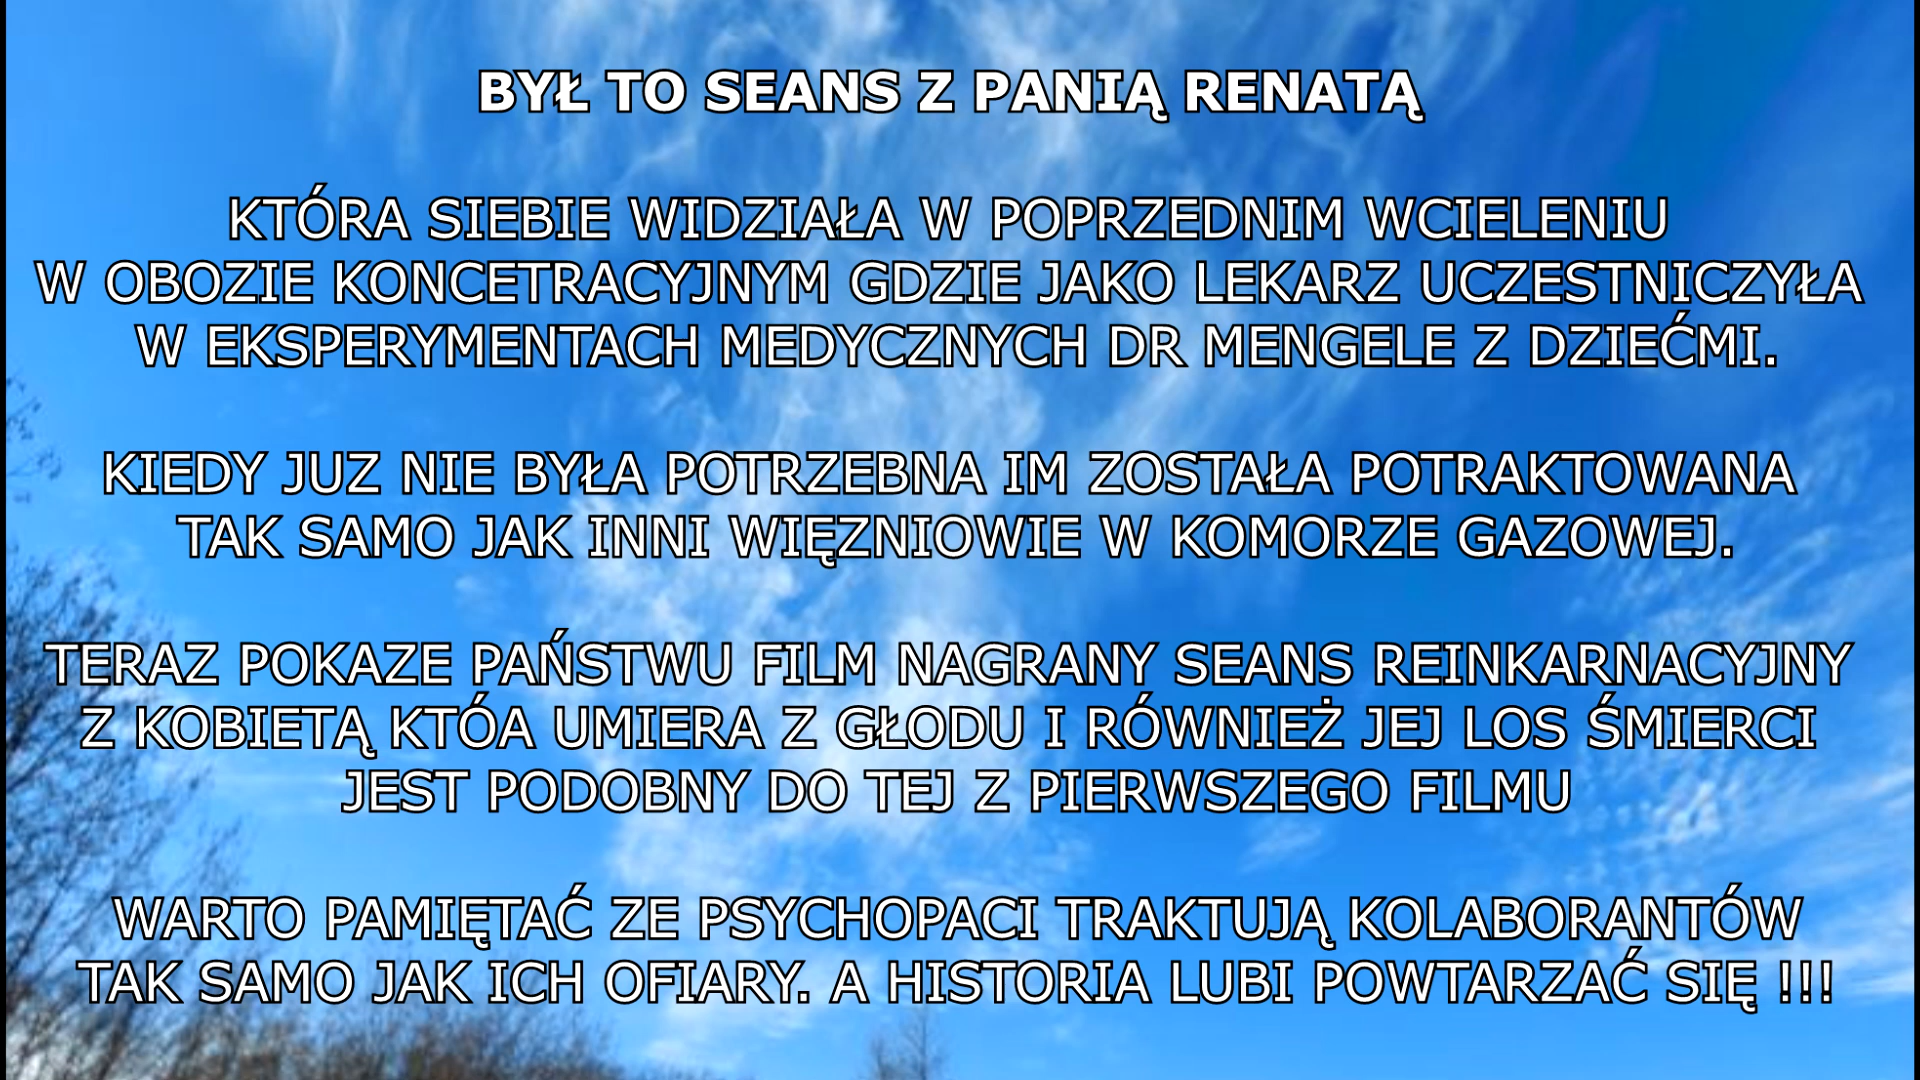 BYŁ TO SEANS Z PANIĄ RENATĄ
KTÓRA SIEBIE WIDZIAŁA W POPRZEDNIM WCIELENIU
W OBOZIE KONCETRACYJNYM GDZIE JAKO LEKARZ UCZESTNICZYŁA
W EKSPERYMENTACH MEDYCZNYCH DR MENGELE Z DZIEĆMI.
KIEDY JUZ NIE BYŁA POTRZEBNA IM ZOSTAŁA POTRAKTOWANA
TAK SAMO JAK INNI WIĘZNIOWIE W KOMORZE GAZOWEJ.
TERAZ POKAZE PAŃSTWU FILM NAGRANY SEANS REINKARNACYJNY
Z KOBIETĄ KTÓA UMIERA Z GŁODU I RÓWNIEŻ JEJ LOS ŚMIERCI
JEST PODOBNY DO TEJ Z PIERWSZEGO FILMU
WARTO PAMIĘTAĆ ZE PSYCHOPACI TRAKTUJĄ KOLABORANTÓW
TAK SAMO JAK ICH OFIARY. A HISTORIA LUBI POWTARZAĆ SIĘ !!!